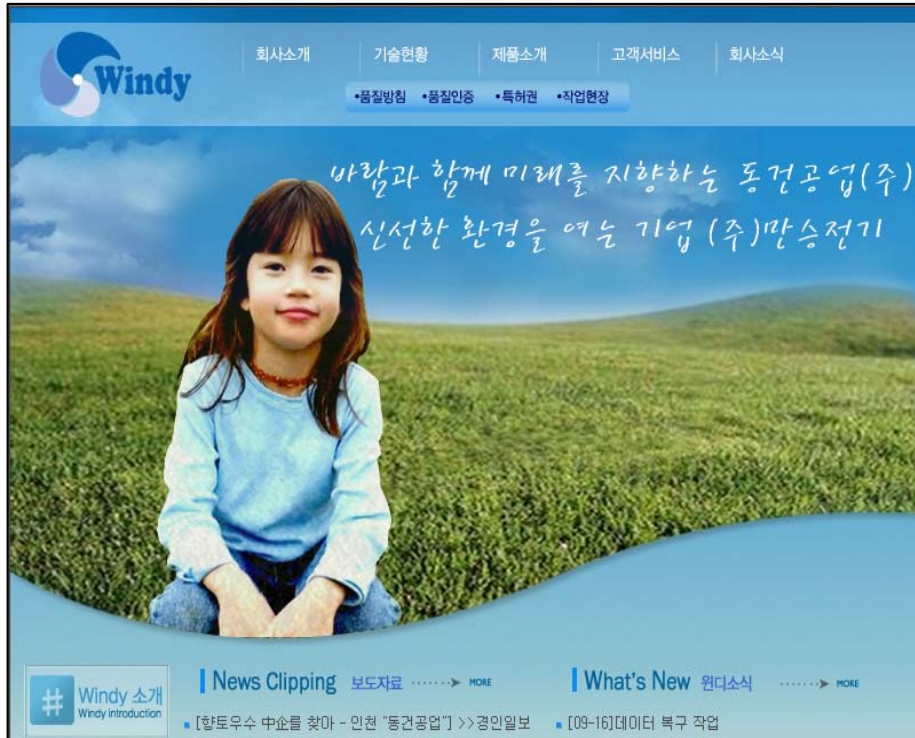 Windy
회사소개 기술현황 제품소개 고객서비스 회사소식
•품질방침 •품질인증 •특허권 •작업현장
바람과 함께 미래를 지향하는 동건공업(주)
신선한 환경을 여는 기업 (주)만승전기
# Windy 소개
Windy introduction
News Clipping 보도자료 ·······➤ MORE
[향토우수 中企를 찾아 - 인천 "동건공업"] >>경인일보
What's New 윈디소식 ·······➤ MORE
[09-16]데이터 복구 작업